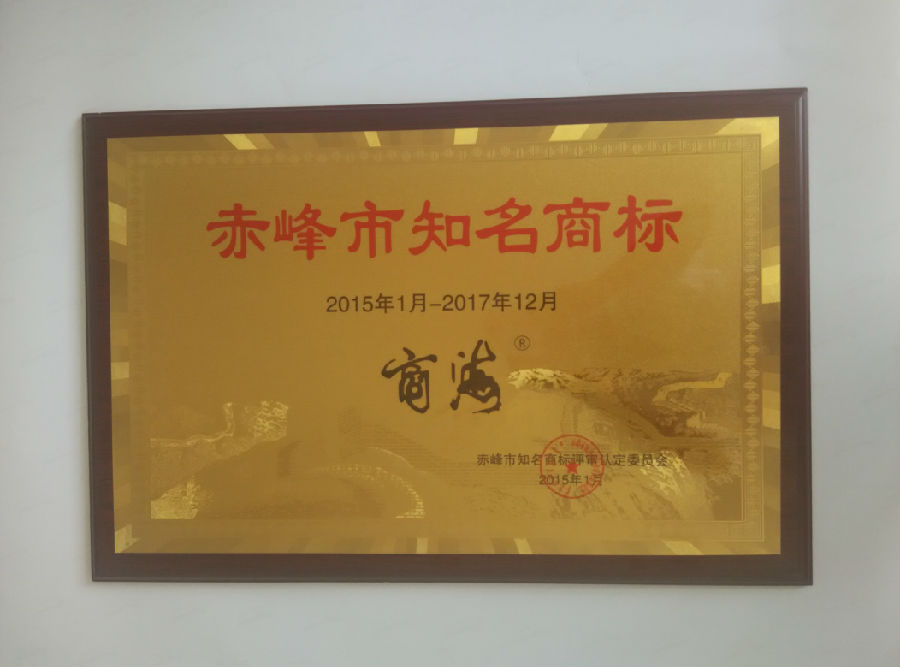 赤峰市知名商标
2015年1月-2017年12月
商海®
赤峰市知名商标评审认定委员会
2015年1月